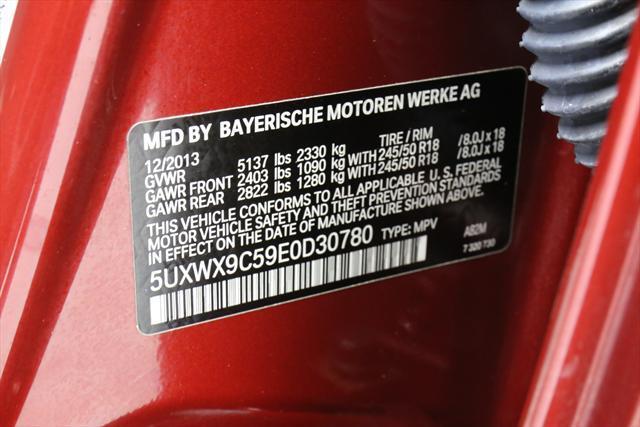 MFD BY BAYERISCHE MOTOREN WERKE AG
12/2013 TIRE / RIM
GVWR 5137 lbs 2330 kg
GAWR FRONT 2403 lbs 1090 kg WITH 245/50 R18 /8.0J x 18
GAWR REAR 2822 lbs 1280 kg WITH 245/50 R18 /8.0J x 18
THIS VEHICLE CONFORMS TO ALL APPLICABLE U.S. FEDERAL
MOTOR VEHICLE SAFETY AND THEFT PREVENTION STANDARDS
IN EFFECT ON THE DATE OF MANUFACTURE SHOWN ABOVE.
5UXWX9C59E0D30780 TYPE: MPV AB2M
7 320 730